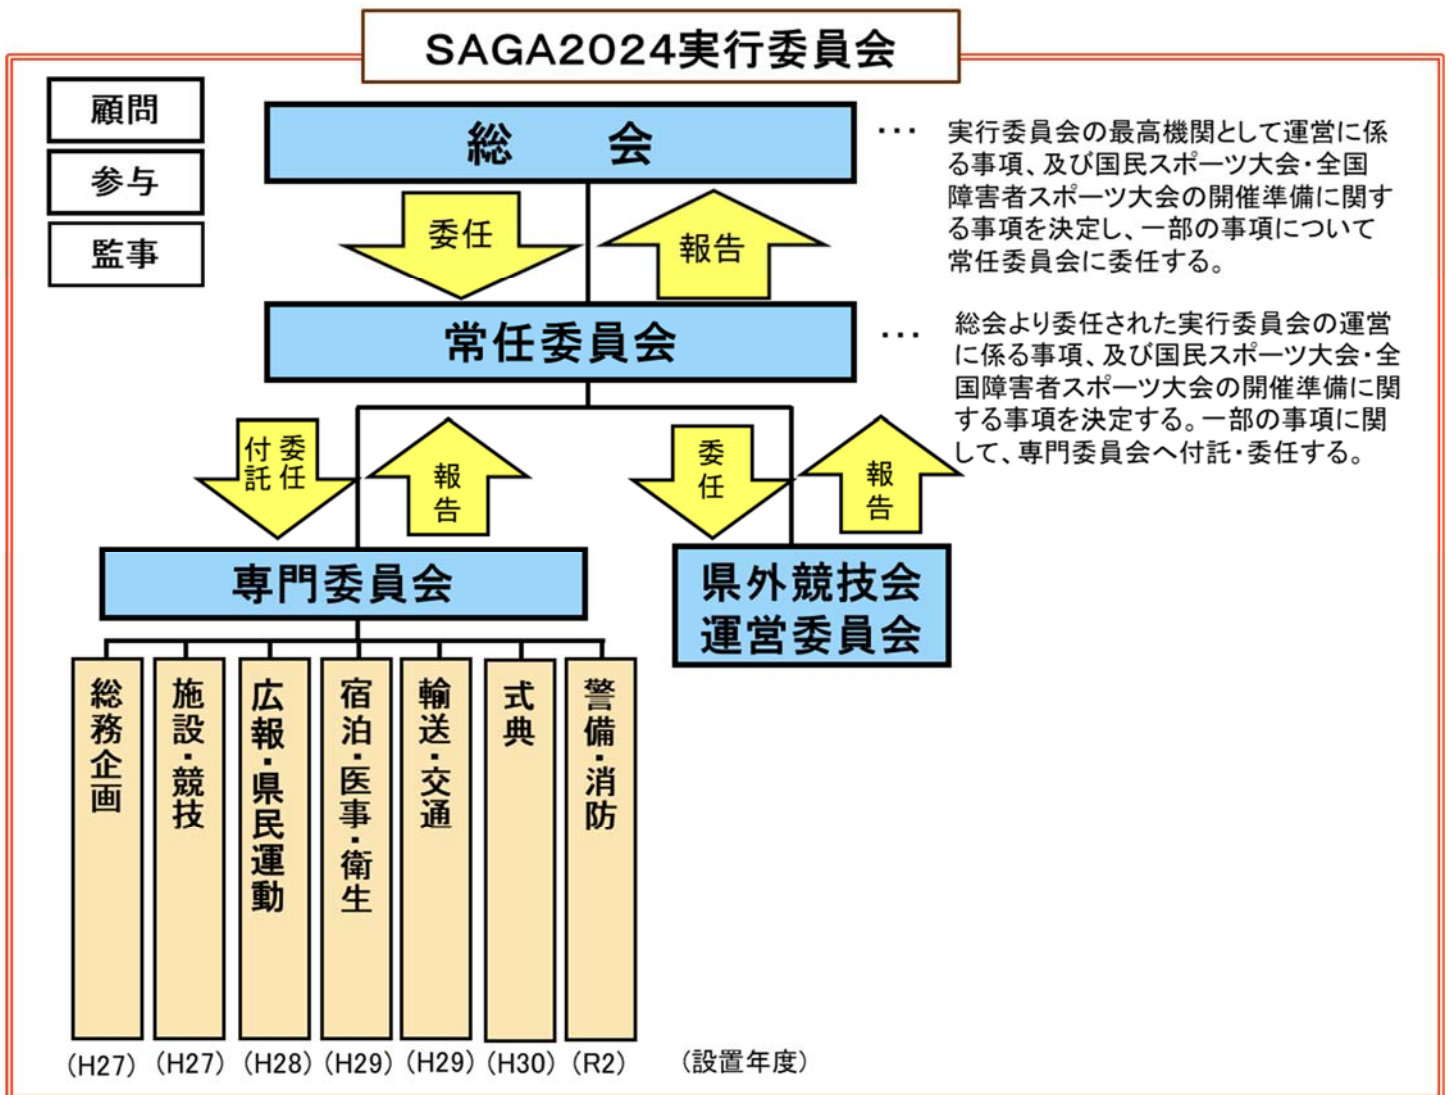 SAGA2024実行委員会
顧問
参与
監事
総　会
･･･
実行委員会の最高機関として運営に係
る事項、及び国民スポーツ大会・全国
障害者スポーツ大会の開催準備に関す
る事項を決定し、一部の事項について
常任委員会に委任する。
委任
報告
常任委員会
･･･
総会より委任された実行委員会の運営
に係る事項、及び国民スポーツ大会・全
国障害者スポーツ大会の開催準備に関
する事項を決定する。一部の事項に関
して、専門委員会へ付託・委任する。
委任
付託
報告
委任
報告
専門委員会
県外競技会
運営委員会
総務企画
施設・競技
広報・県民運動
宿泊・医事・衛生
輸送・交通
式典
警備・消防
(H27) (H27) (H28) (H29) (H29) (H30) (R2) (設置年度)